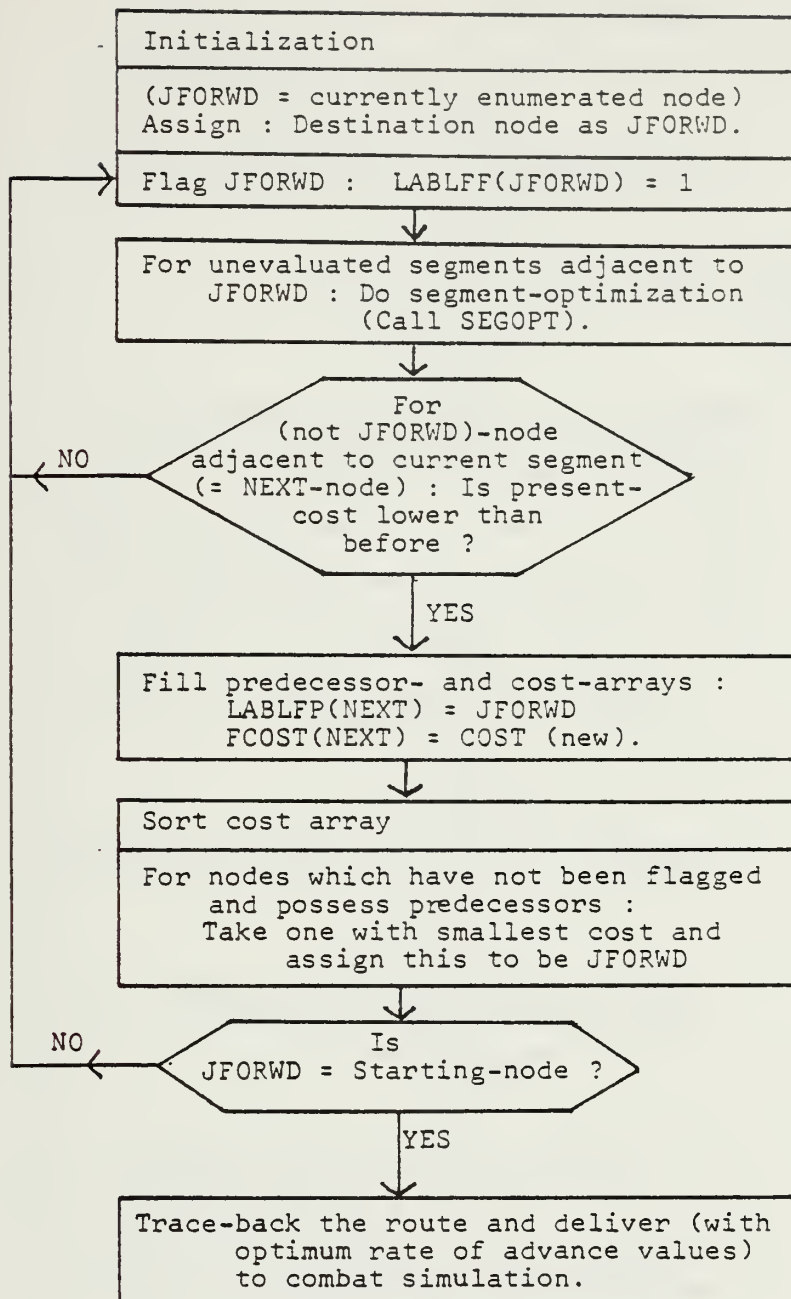 Initialization
(JFORWD = currently enumerated node)
Assign : Destination node as JFORWD.
Flag JFORWD : LABLFF(JFORWD) = 1
For unevaluated segments adjacent to
JFORWD : Do segment-optimization
(Call SEGOPT).
For
(not JFORWD)-node
adjacent to current segment
(= NEXT-node) : Is present-
cost lower than
before ?
NO
YES
Fill predecessor- and cost-arrays :
LABLFP(NEXT) = JFORWD
FCOST(NEXT) = COST (new).
Sort cost array
For nodes which have not been flagged
and possess predecessors :
Take one with smallest cost and
assign this to be JFORWD
Is
JFORWD = Starting-node ?
NO
YES
Trace-back the route and deliver (with
optimum rate of advance values)
to combat simulation.